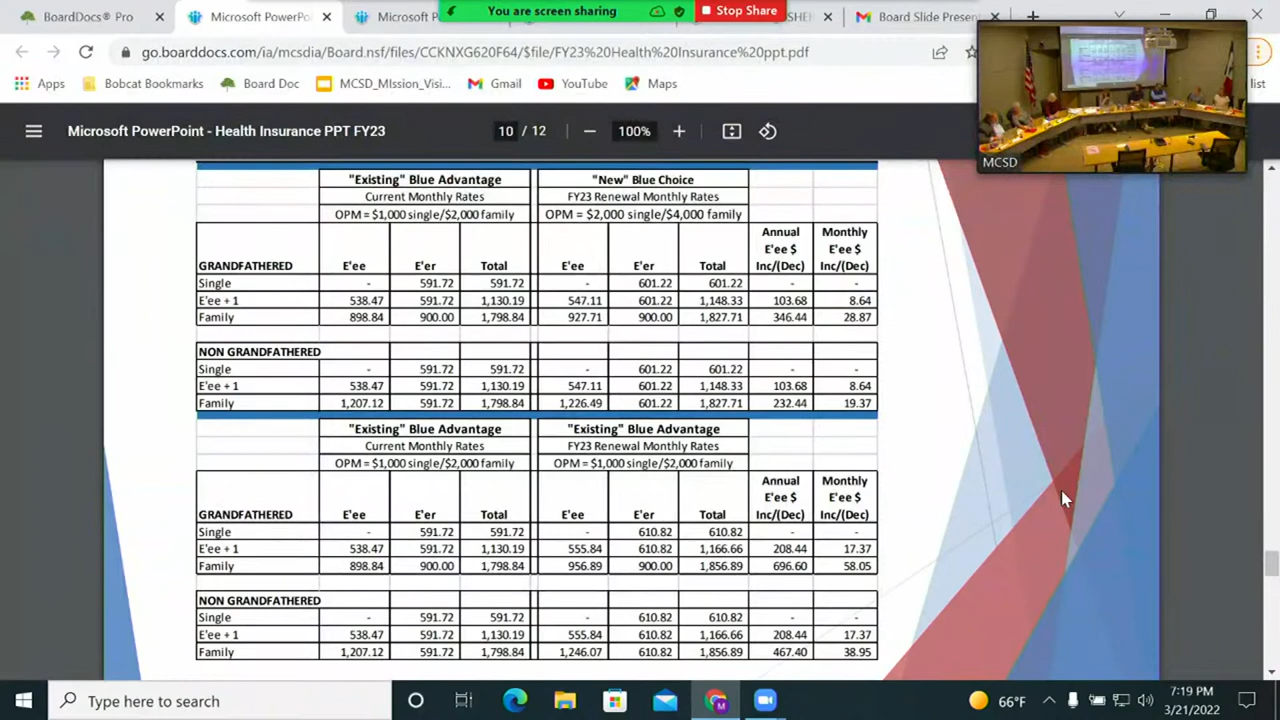 BoardDocs ® Pro
Microsoft PowerPo
Microsoft P
You are screen sharing
Stop Share
Board Slide Presen
go.boarddocs.com/ia/mcsdia/Board.nsf/files/CCKNXG620F64/$file/FY23%20Health%20Insurance%20ppt.pdf
Apps
Bobcat Bookmarks
Board Doc
MCSD_Mission_Visi...
Gmail
YouTube
Maps
list
Microsoft PowerPoint - Health Insurance PPT FY23
10 / 12
100%
MCSD
"Existing" Blue Advantage "New" Blue Choice
Current Monthly Rates FY23 Renewal Monthly Rates
OPM = $1,000 single/$2,000 family OPM = $2,000 single/$4,000 family
Annual Monthly
E'ee $ E'ee $
GRANDFATHERED E'ee E'er Total E'ee E'er Total Inc/(Dec) Inc/(Dec)
Single - 591.72 591.72 - 601.22 601.22 - -
E'ee + 1 538.47 591.72 1,130.19 547.11 601.22 1,148.33 103.68 8.64
Family 898.84 900.00 1,798.84 927.71 900.00 1,827.71 346.44 28.87
NON GRANDFATHERED
Single - 591.72 591.72 - 601.22 601.22 - -
E'ee + 1 538.47 591.72 1,130.19 547.11 601.22 1,148.33 103.68 8.64
Family 1,207.12 591.72 1,798.84 1,226.49 601.22 1,827.71 232.44 19.37
"Existing" Blue Advantage "Existing" Blue Advantage
Current Monthly Rates FY23 Renewal Monthly Rates
OPM = $1,000 single/$2,000 family OPM = $1,000 single/$2,000 family
Annual Monthly
E'ee $ E'ee $
GRANDFATHERED E'ee E'er Total E'ee E'er Total Inc/(Dec) Inc/(Dec)
Single - 591.72 591.72 - 610.82 610.82 - -
E'ee + 1 538.47 591.72 1,130.19 555.84 610.82 1,166.66 208.44 17.37
Family 898.84 900.00 1,798.84 956.89 900.00 1,856.89 696.60 58.05
NON GRANDFATHERED
Single - 591.72 591.72 - 610.82 610.82 - -
E'ee + 1 538.47 591.72 1,130.19 555.84 610.82 1,166.66 208.44 17.37
Family 1,207.12 591.72 1,798.84 1,246.07 610.82 1,856.89 467.40 38.95
Type here to search
66°F
7:19 PM
3/21/2022